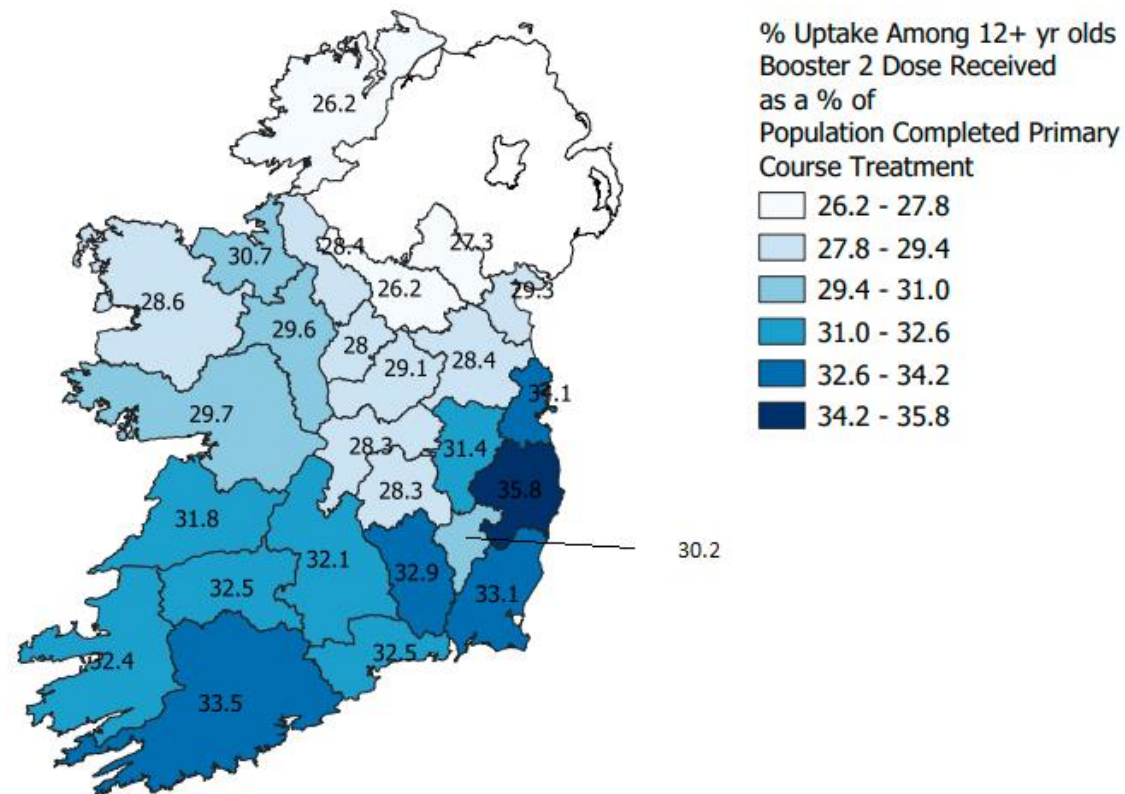 % Uptake Among 12+ yr olds
Booster 2 Dose Received
as a % of
Population Completed Primary
Course Treatment
26.2 - 27.8
27.8 - 29.4
29.4 - 31.0
31.0 - 32.6
32.6 - 34.2
34.2 - 35.8
26.2
28.4
27.3
30.7
26.2
29.3
28.6
29.6
28
29.1
28.4
34.1
29.7
28.3
31.4
28.3
35.8
31.8
30.2
32.1
32.9
32.5
33.1
32.5
32.4
33.5